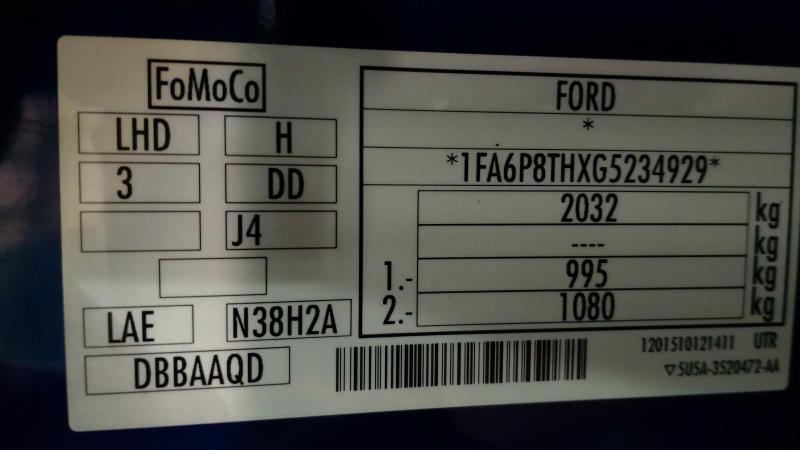 FoMoCo
LHD H
3 DD
J4
LAE N38H2A
DBBAAQD
FORD
*
*1FA6P8THXG5234929*
2032 kg
---- kg
1.- 995 kg
2.- 1080 kg
1201510121411 UTR
▽5U5A-3520472-AA